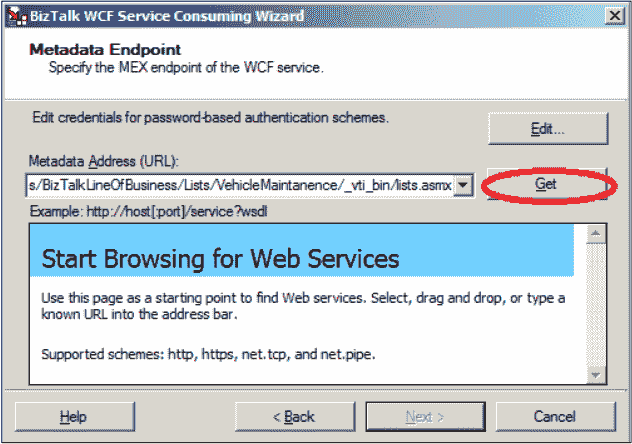 BizTalk WCF Service Consuming Wizard
Metadata Endpoint
Specify the MEX endpoint of the WCF service.
Edit credentials for password-based authentication schemes.
Edit...
Metadata Address (URL):
s/BizTalkLineOfBusiness/Lists/VehicleMaintanence/_vti_bin/lists.asmx
Get
Example: http://host[:port]/service?wsdl
Start Browsing for Web Services
Use this page as a starting point to find Web services. Select, drag and drop, or type a
known URL into the address bar.
Supported schemes: http, https, net.tcp, and net.pipe.
Help
< Back
Next >
Cancel